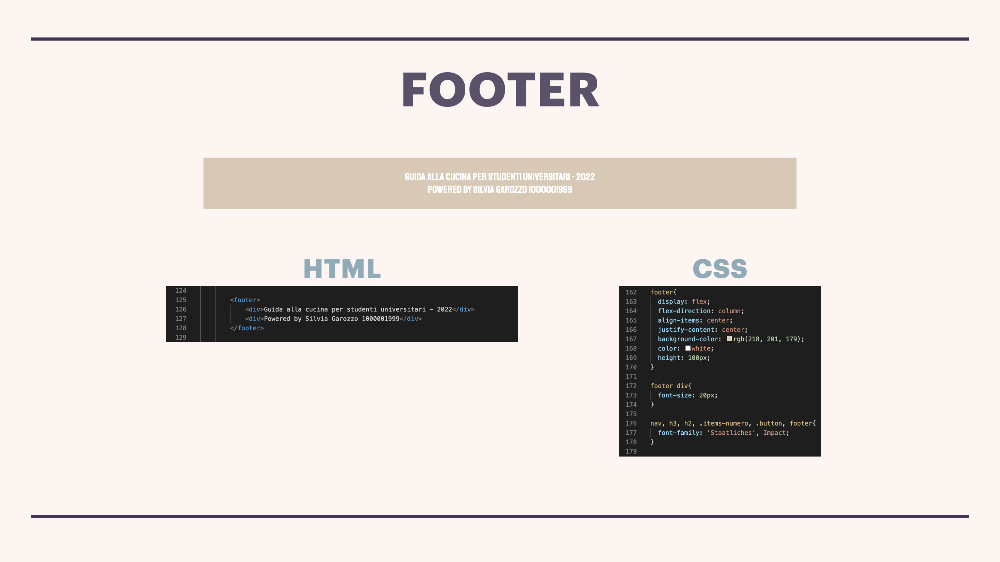 FOOTER
GUIDA ALLA CUCINA PER STUDENTI UNIVERSITARI - 2022
POWERED BY SILVIA GAROZZO 1000001999
HTML
124
125 <footer>
126 <div>Guida alla cucina per studenti universitari – 2022</div>
127 <div>Powered by Silvia Garozzo 1000001999</div>
128 </footer>
129
CSS
162 footer{
163 display: flex;
164 flex-direction: column;
165 align-items: center;
166 justify-content: center;
167 background-color: rgb(218, 201, 179);
168 color: white;
169 height: 100px;
170 }
171
172 footer div{
173 font-size: 20px;
174 }
175
176 nav, h3, h2, .items-numero, .button, footer{
177 font-family: 'Staatliches', Impact;
178 }
179